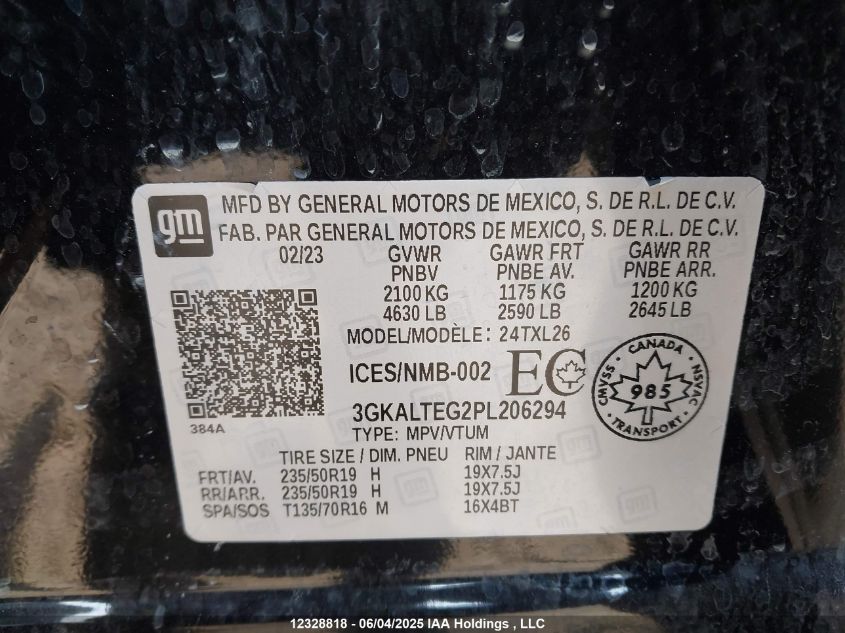 gm
MFD BY GENERAL MOTORS DE MEXICO, S. DE R.L. DE C.V.
FAB. PAR GENERAL MOTORS DE MEXICO, S. DE R.L. DE C.V.
02/23 GVWR GAWR FRT GAWR RR
PNBV PNBE AV. PNBE ARR.
2100 KG 1175 KG 1200 KG
4630 LB 2590 LB 2645 LB
MODEL/MODÈLE: 24TXL26
ICES/NMB-002 EC
CANADA
CMVSS 985 NSVAC
TRANSPORT
3GKALTEG2PL206294
384A
TYPE: MPV/VTUM
TIRE SIZE / DIM. PNEU RIM / JANTE
FRT/AV. 235/50R19 H 19X7.5J
RR/ARR. 235/50R19 H 19X7.5J
SPA/SOS T135/70R16 M 16X4BT
12328818 - 06/04/2025 IAA Holdings , LLC